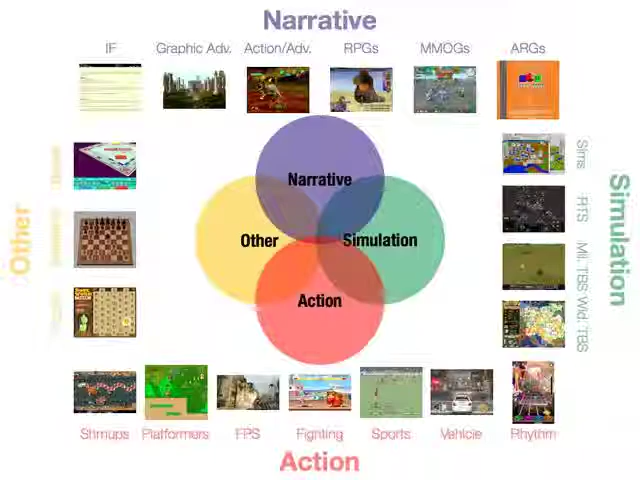 Narrative
IF
Graphic Adv.
Action/Adv.
RPGs
MMOGs
ARGs
Narrative
Other
Simulation
Action
Other
Sims
RTS
Mil. TBS
Wld. TBS
Simulation
Shmups
Platformers
FPS
Fighting
Sports
Vehicle
Rhythm
Action